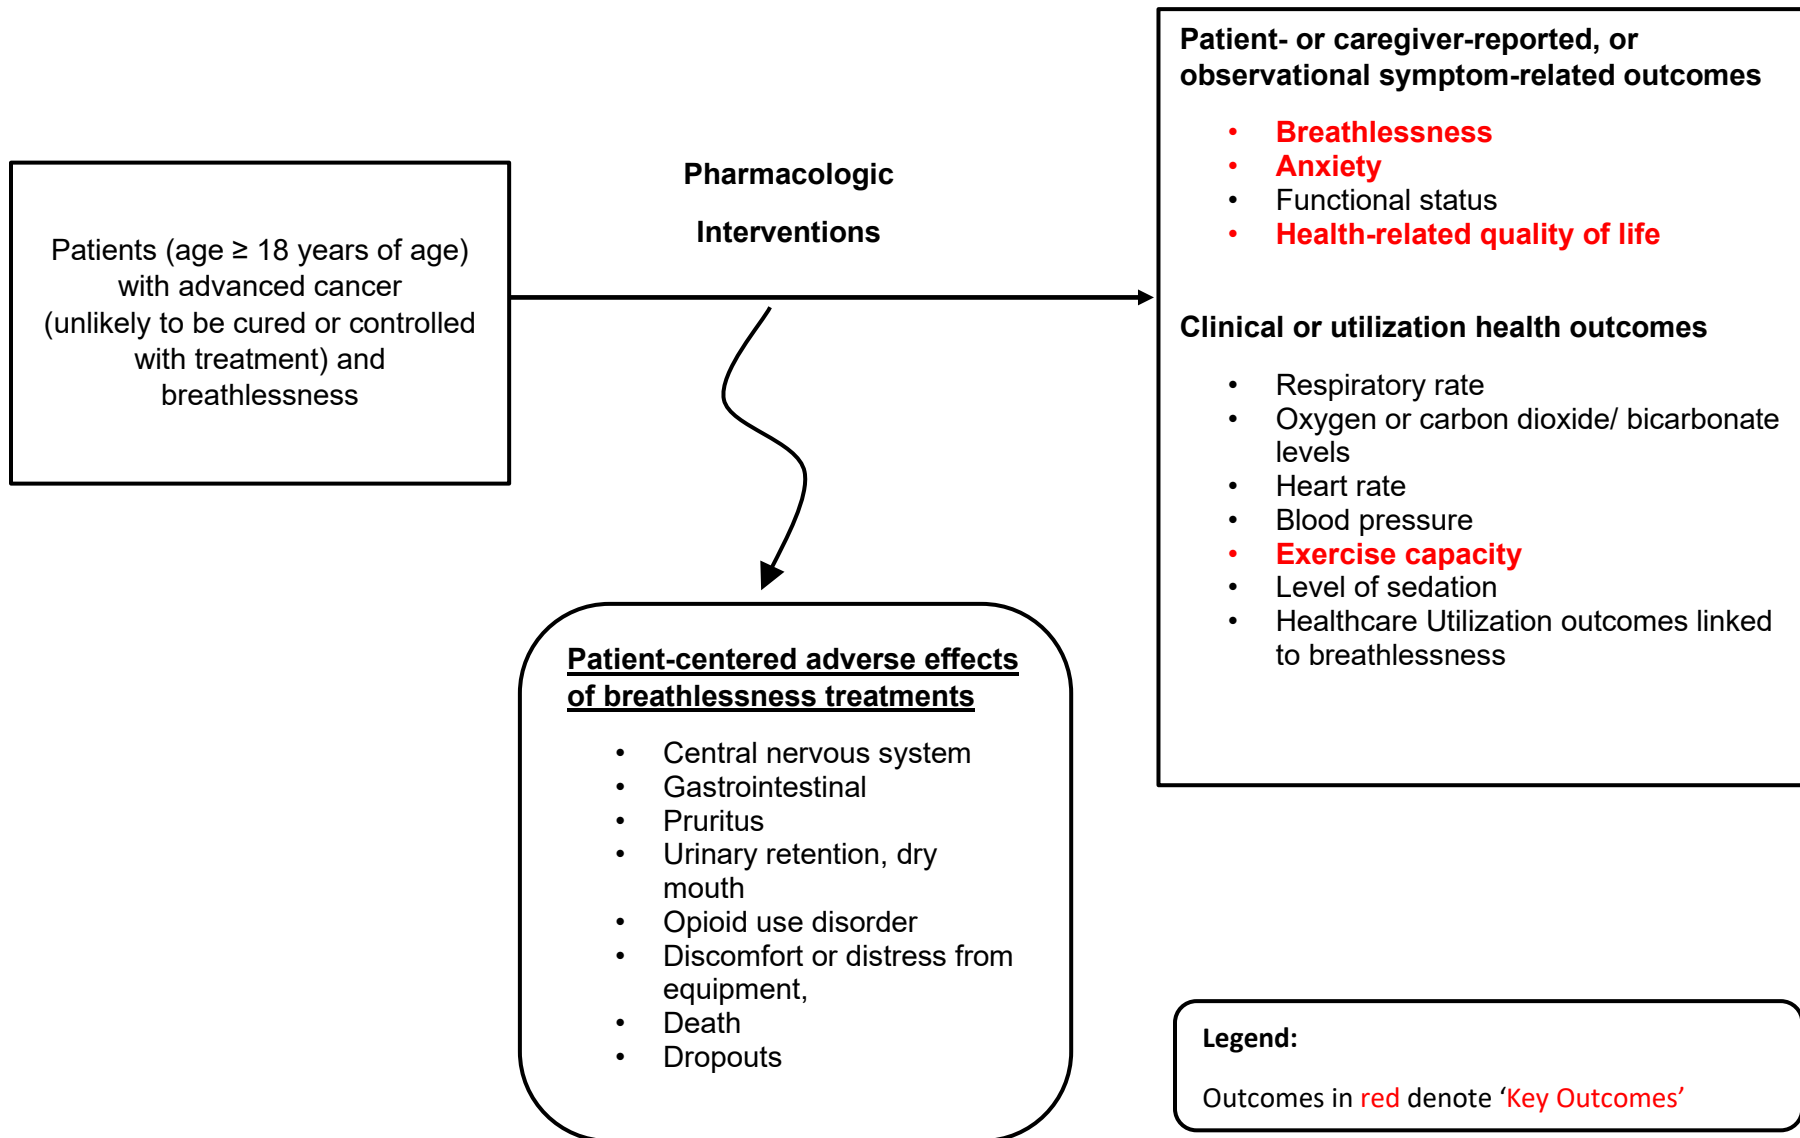 Patients (age ≥ 18 years of age)
with advanced cancer
(unlikely to be cured or controlled
with treatment) and
breathlessness
Pharmacologic
Interventions
Patient- or caregiver-reported, or
observational symptom-related outcomes
• Breathlessness
• Anxiety
• Functional status
• Health-related quality of life
Clinical or utilization health outcomes
• Respiratory rate
• Oxygen or carbon dioxide/ bicarbonate
levels
• Heart rate
• Blood pressure
• Exercise capacity
• Level of sedation
• Healthcare Utilization outcomes linked
to breathlessness
Patient-centered adverse effects
of breathlessness treatments
• Central nervous system
• Gastrointestinal
• Pruritus
• Urinary retention, dry
mouth
• Opioid use disorder
• Discomfort or distress from
equipment,
• Death
• Dropouts
Legend:
Outcomes in red denote ‘Key Outcomes’